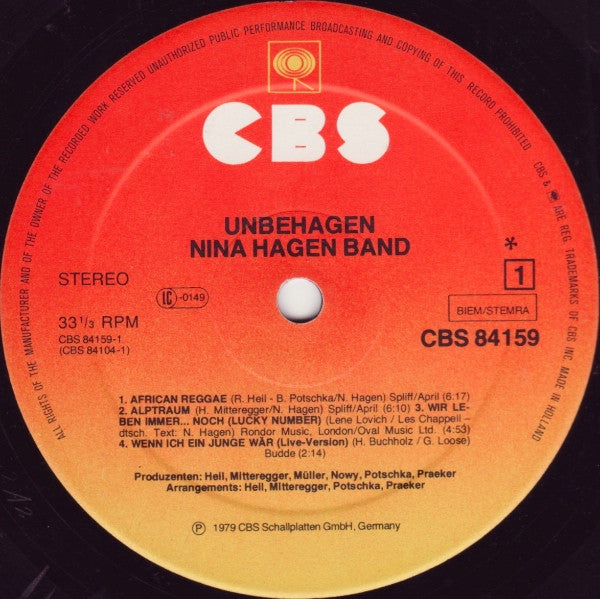 ALL RIGHTS OF THE MANUFACTURER AND OF THE OWNER OF THE RECORDED WORK RESERVED UNAUTHORIZED PUBLIC PERFORMANCE BROADCASTING AND COPYING OF THIS RECORD PROHIBITED
CBS & ARE REG. TRADEMARKS OF CBS INC. MADE IN HOLLAND
CBS
UNBEHAGEN
NINA HAGEN BAND
*
STEREO
LC -0149
1
33 1/3 RPM
BIEM/STEMRA
CBS 84159-1
(CBS 84104-1)
CBS 84159
1. AFRICAN REGGAE (R. Heil - B. Potschka/N. Hagen) Spliff/April (6:17)
2. ALPTRAUM (H. Mitteregger/N. Hagen) Spliff/April (6:10) 3. WIR LE-
BEN IMMER... NOCH (LUCKY NUMBER) (Lene Lovich / Les Chappell -
dtsch. Text: N. Hagen) Rondor Music, London/Oval Music Ltd. (4:53)
4. WENN ICH EIN JUNGE WÄR (Live-Version) (H. Buchholz / G. Loose)
Budde (2:14)
Produzenten: Heil, Mitteregger, Müller, Nowy, Potschka, Praeker
Arrangements: Heil, Mitteregger, Potschka, Praeker
℗ 1979 CBS Schallplatten GmbH, Germany